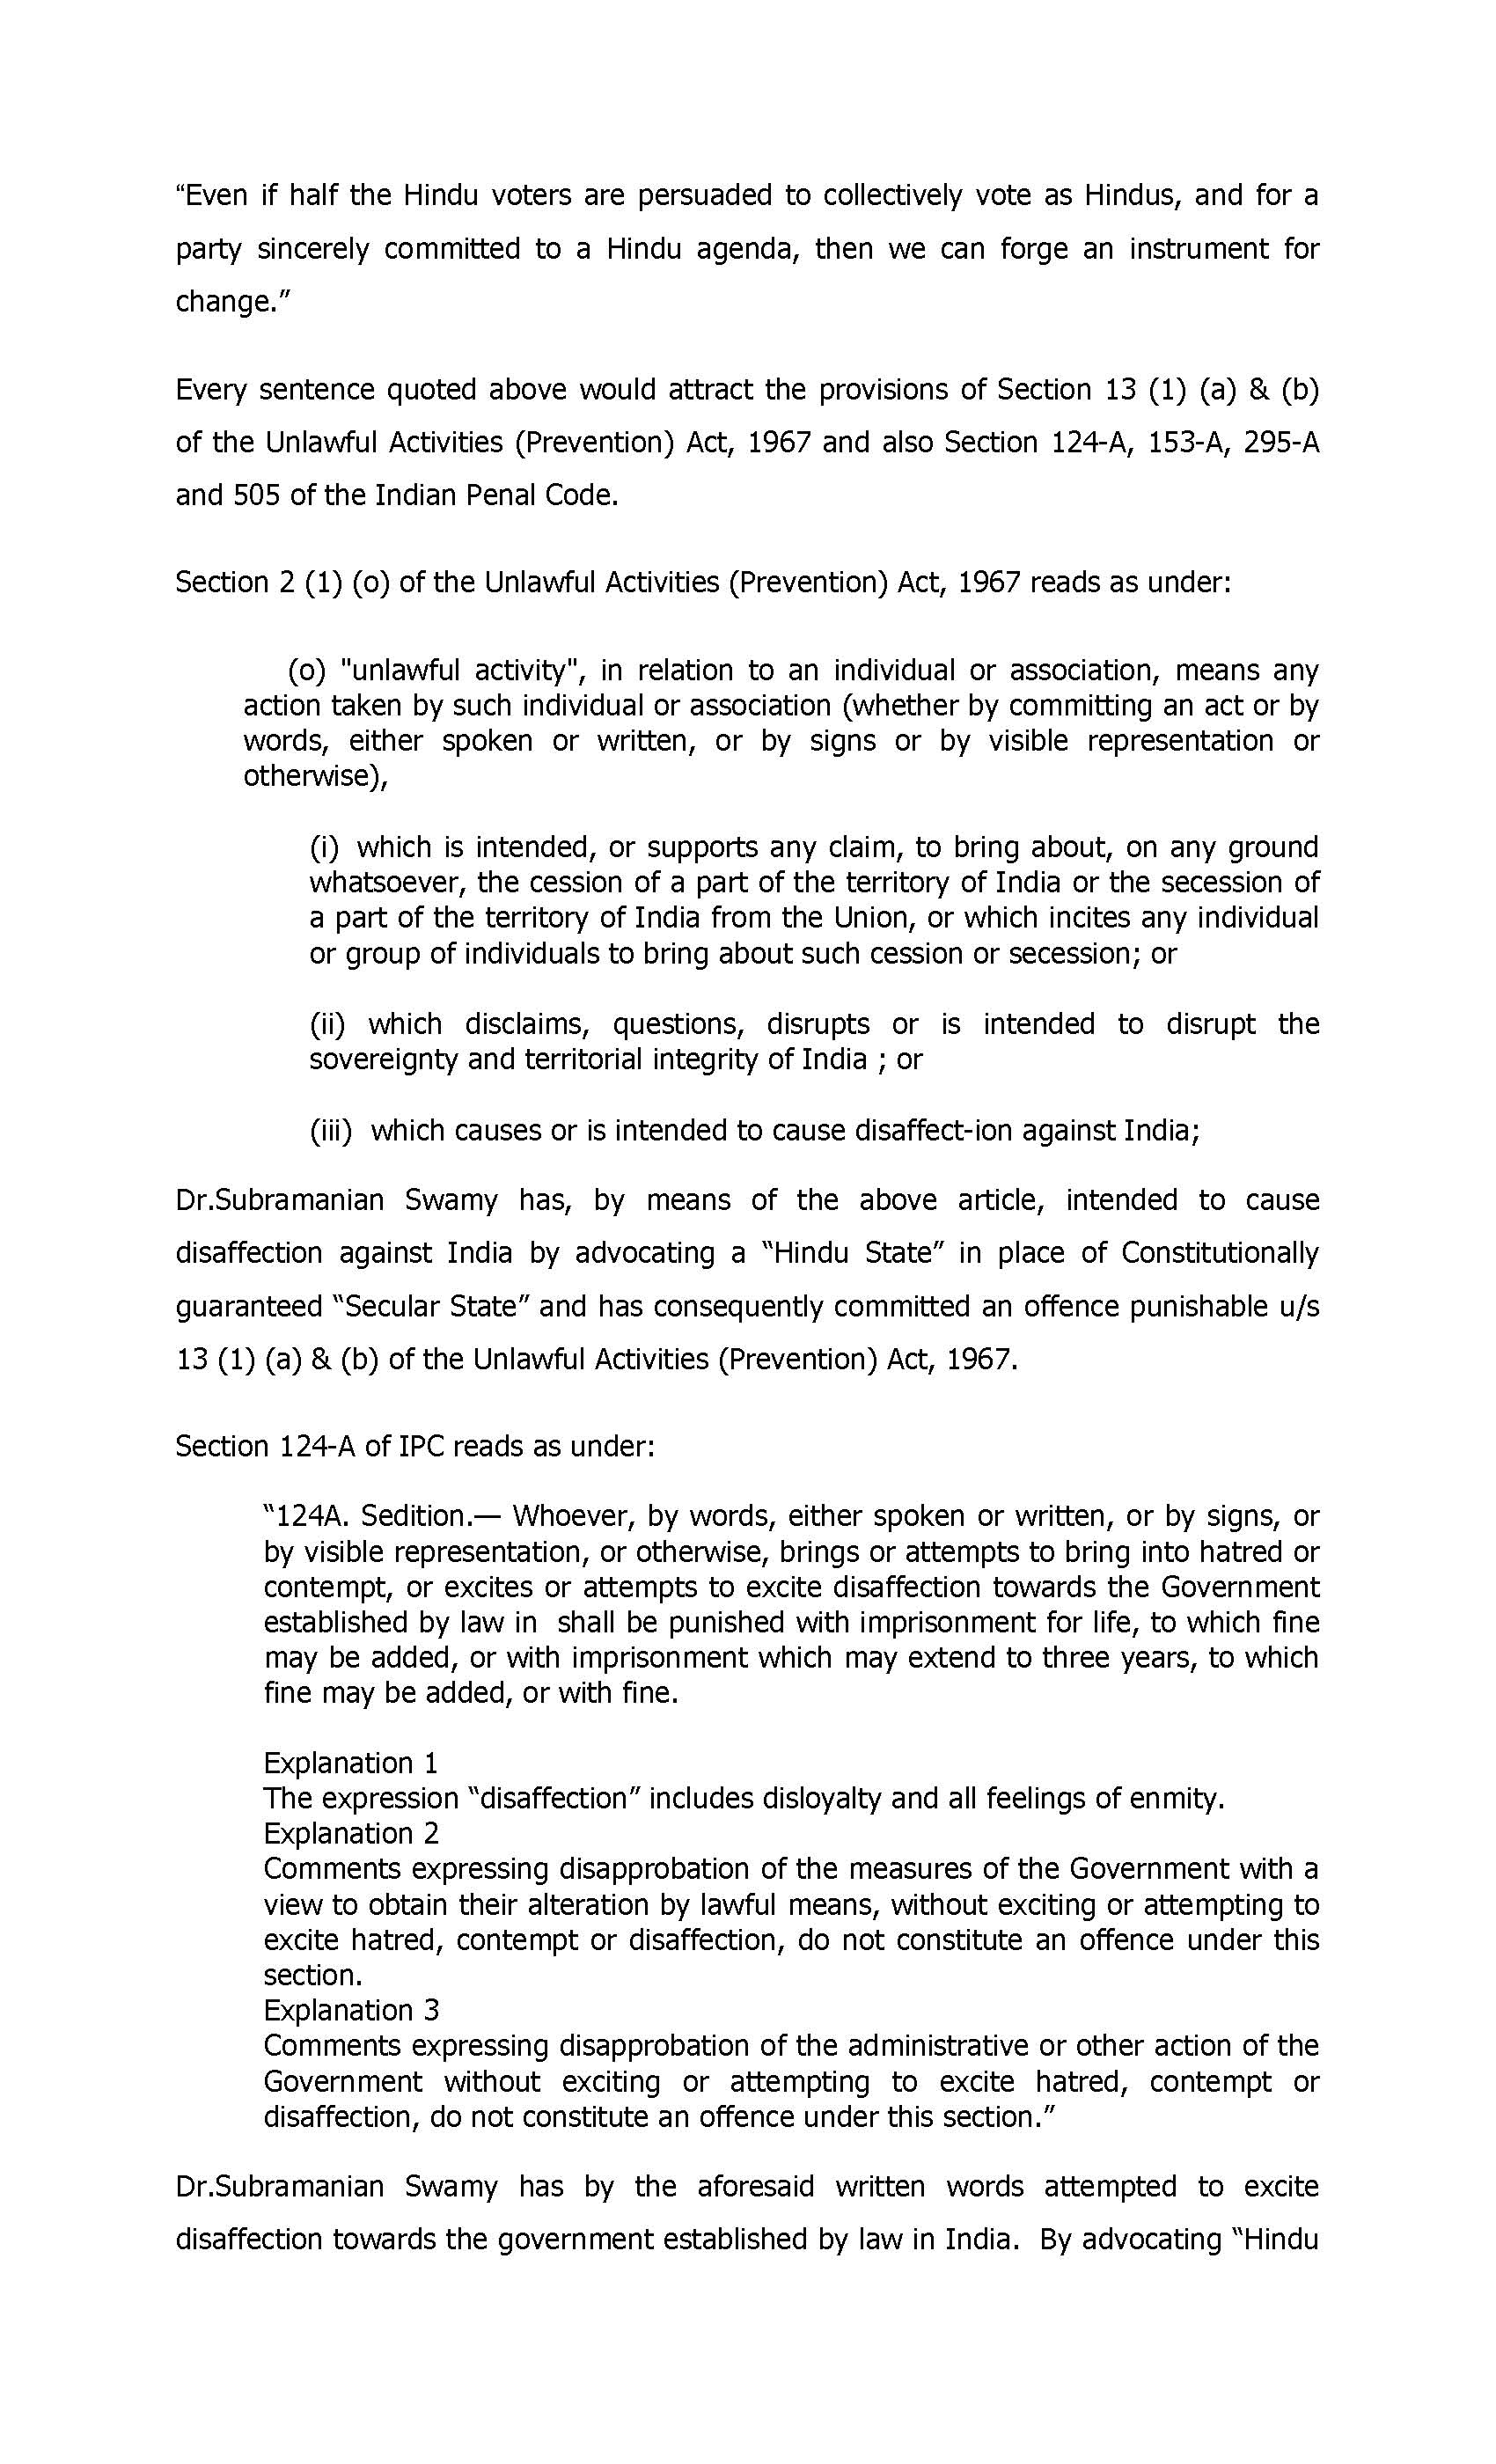 “Even if half the Hindu voters are persuaded to collectively vote as Hindus, and for a
party sincerely committed to a Hindu agenda, then we can forge an instrument for
change.”
Every sentence quoted above would attract the provisions of Section 13 (1) (a) & (b)
of the Unlawful Activities (Prevention) Act, 1967 and also Section 124-A, 153-A, 295-A
and 505 of the Indian Penal Code.
Section 2 (1) (o) of the Unlawful Activities (Prevention) Act, 1967 reads as under:
(o) "unlawful activity", in relation to an individual or association, means any
action taken by such individual or association (whether by committing an act or by
words, either spoken or written, or by signs or by visible representation or
otherwise),
(i) which is intended, or supports any claim, to bring about, on any ground
whatsoever, the cession of a part of the territory of India or the secession of
a part of the territory of India from the Union, or which incites any individual
or group of individuals to bring about such cession or secession; or
(ii) which disclaims, questions, disrupts or is intended to disrupt the
sovereignty and territorial integrity of India ; or
(iii) which causes or is intended to cause disaffect-ion against India;
Dr.Subramanian Swamy has, by means of the above article, intended to cause
disaffection against India by advocating a “Hindu State” in place of Constitutionally
guaranteed “Secular State” and has consequently committed an offence punishable u/s
13 (1) (a) & (b) of the Unlawful Activities (Prevention) Act, 1967.
Section 124-A of IPC reads as under:
“124A. Sedition.— Whoever, by words, either spoken or written, or by signs, or
by visible representation, or otherwise, brings or attempts to bring into hatred or
contempt, or excites or attempts to excite disaffection towards the Government
established by law in  shall be punished with imprisonment for life, to which fine
may be added, or with imprisonment which may extend to three years, to which
fine may be added, or with fine.
Explanation 1
The expression “disaffection” includes disloyalty and all feelings of enmity.
Explanation 2
Comments expressing disapprobation of the measures of the Government with a
view to obtain their alteration by lawful means, without exciting or attempting to
excite hatred, contempt or disaffection, do not constitute an offence under this
section.
Explanation 3
Comments expressing disapprobation of the administrative or other action of the
Government without exciting or attempting to excite hatred, contempt or
disaffection, do not constitute an offence under this section.”
Dr.Subramanian Swamy has by the aforesaid written words attempted to excite
disaffection towards the government established by law in India.  By advocating “Hindu